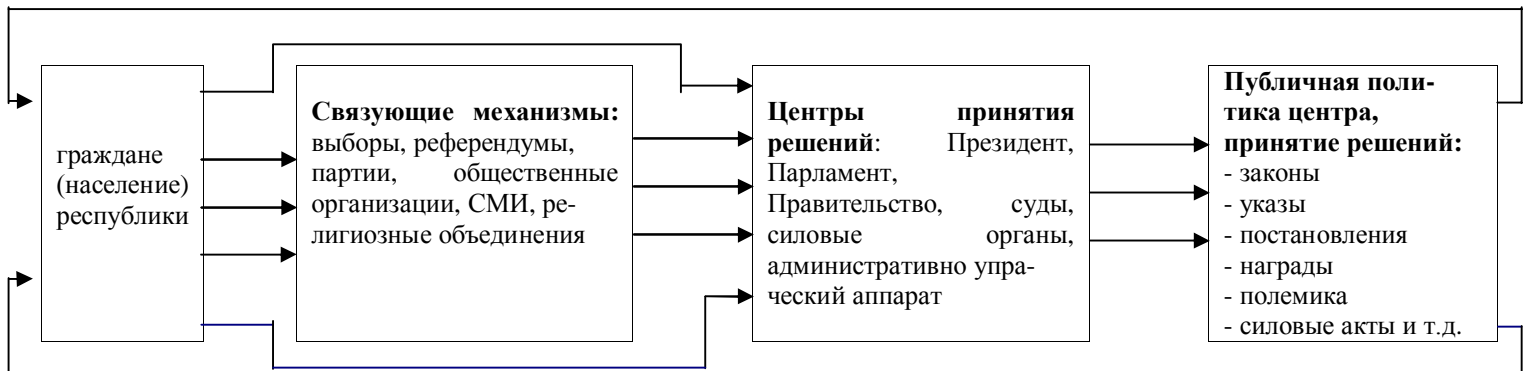 граждане
(население)
республики
Связующие механизмы:
выборы, референдумы,
партии, общественные
организации, СМИ, ре-
лигиозные объединения
Центры принятия
решений: Президент,
Парламент,
Правительство, суды,
силовые органы,
административно упра-
ческий аппарат
Публичная поли-
тика центра,
принятие решений:
- законы
- указы
- постановления
- награды
- полемика
- силовые акты и т.д.